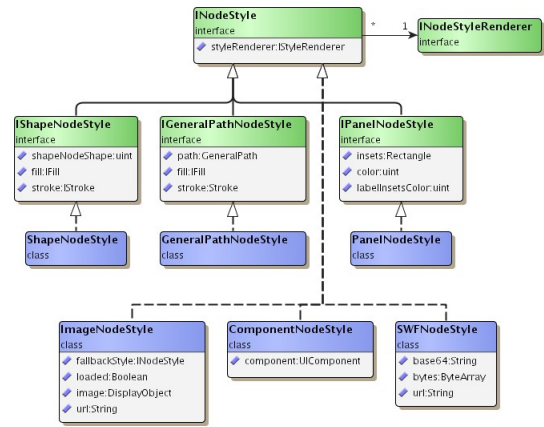 INodeStyle
interface
styleRenderer:IStyleRenderer
* 1
INodeStyleRenderer
interface
IShapeNodeStyle
interface
shapeNodeShape:uint
fill:IFill
stroke:IStroke
IGeneralPathNodeStyle
interface
path:GeneralPath
fill:IFill
stroke:Stroke
IPanelNodeStyle
interface
insets:Rectangle
color:uint
labelInsetsColor:uint
ShapeNodeStyle
class
GeneralPathNodeStyle
class
PanelNodeStyle
class
ImageNodeStyle
class
fallbackStyle:INodeStyle
loaded:Boolean
image:DisplayObject
url:String
ComponentNodeStyle
class
component:UIComponent
SWFNodeStyle
class
base64:String
bytes:ByteArray
url:String